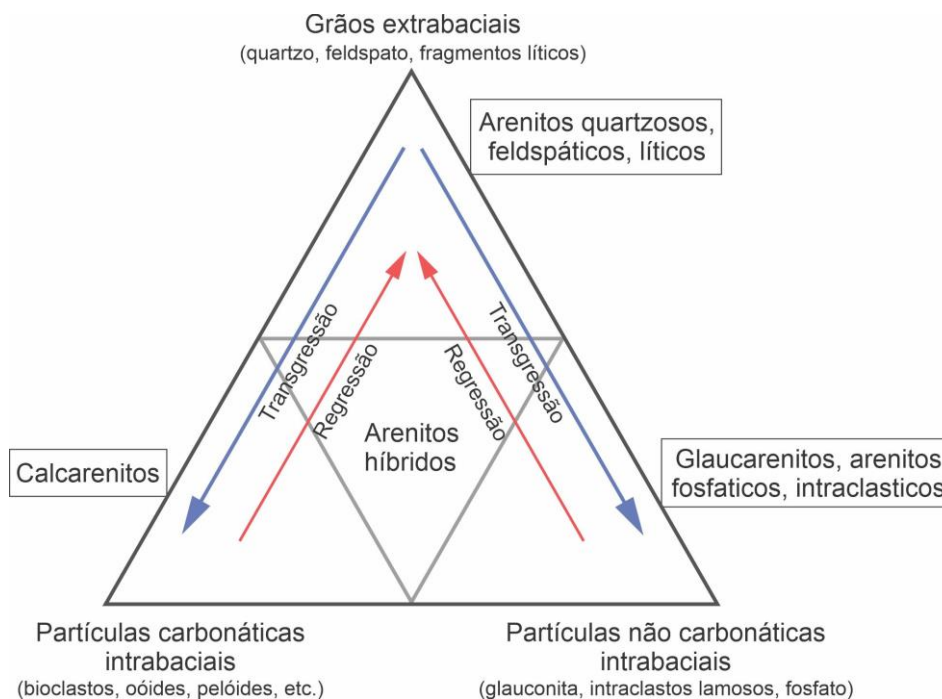 Grãos extrabaciais
(quartzo, feldspato, fragmentos líticos)
Arenitos quartzosos,
feldspáticos, líticos
Transgressão
Regressão
Regressão
Transgressão
Arenitos
híbridos
Calcarenitos
Glaucarenitos, arenitos
fosfaticos, intraclasticos
Partículas carbonáticas
intrabaciais
(bioclastos, oóides, pelóides, etc.)
Partículas não carbonáticas
intrabaciais
(glauconita, intraclastos lamosos, fosfato)